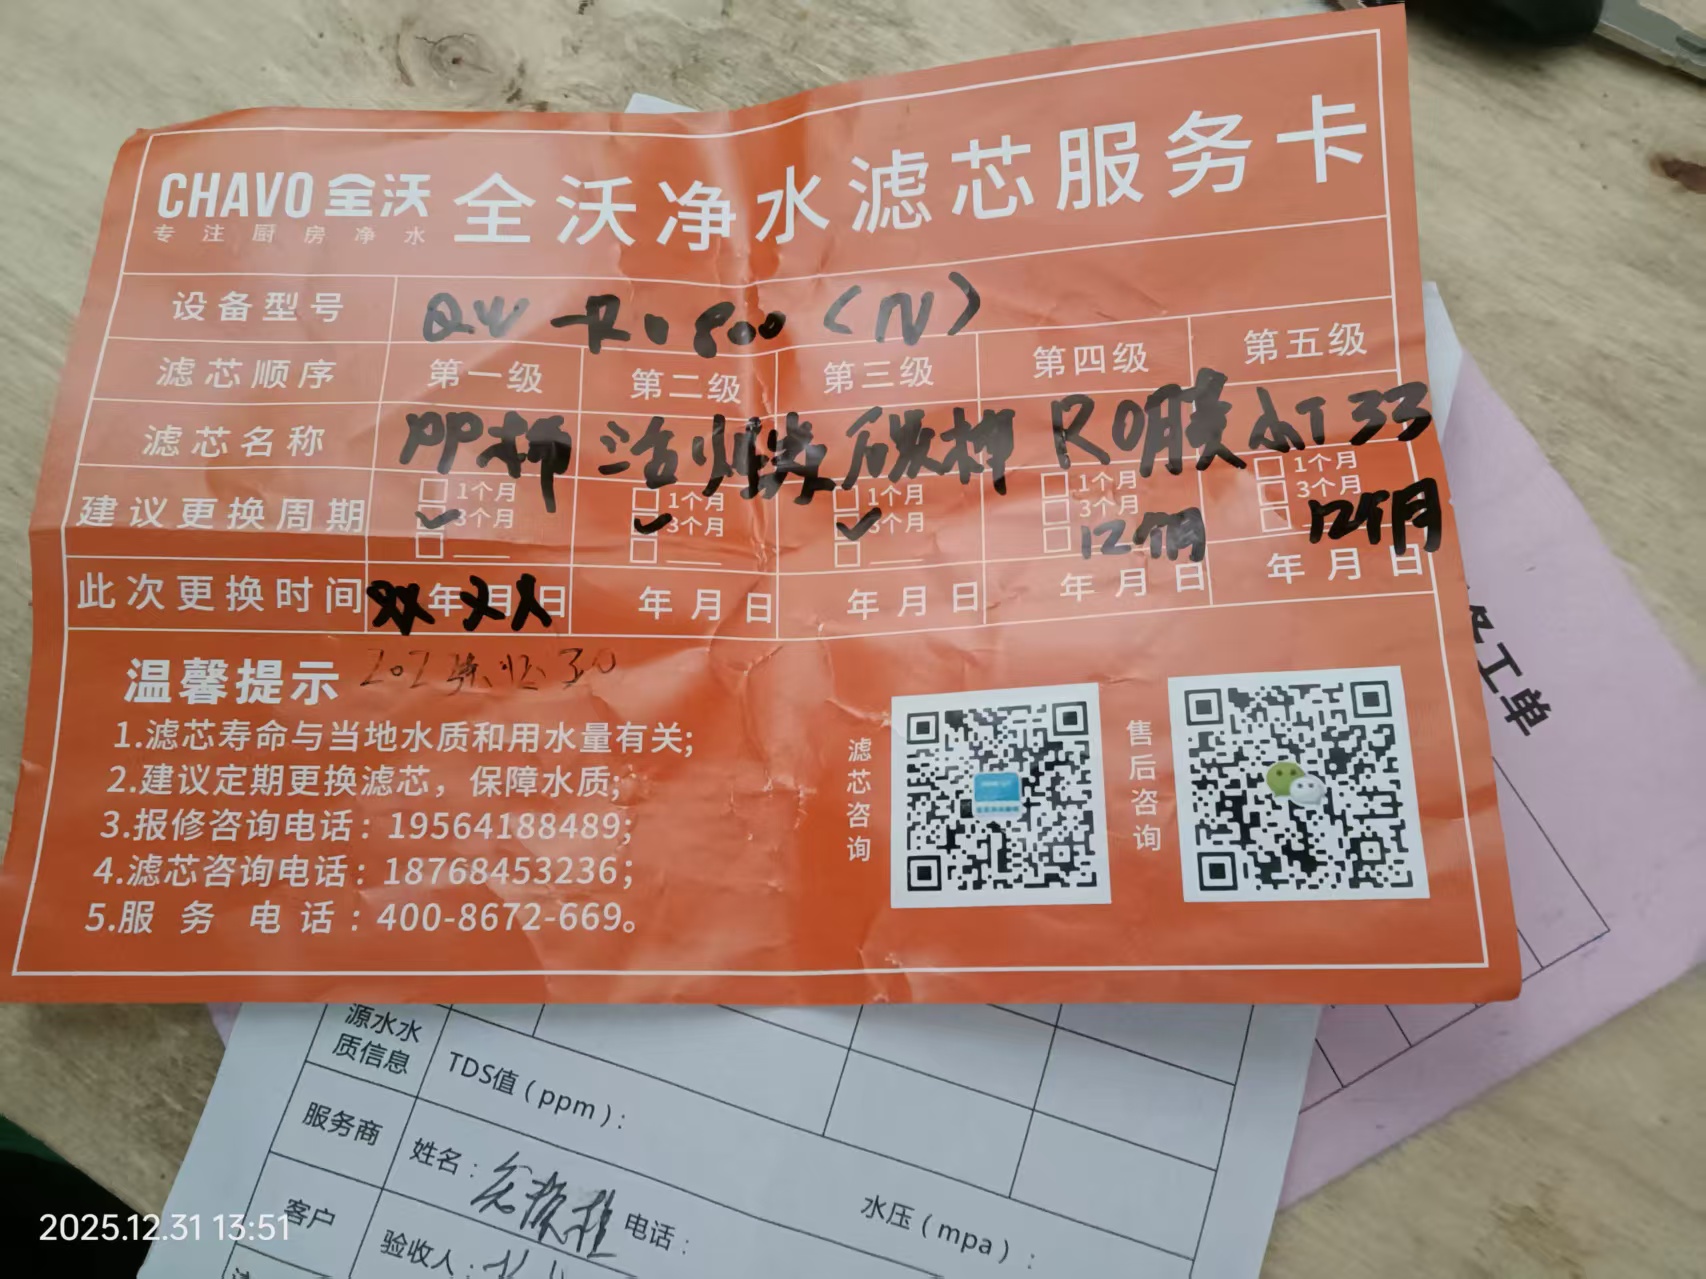 CHAVO 全沃
专注厨房净水
全沃净水滤芯服务卡
设备型号 QW-Ro800(N)
滤芯顺序 第一级 第二级 第三级 第四级 第五级
滤芯名称 PP棉 活 炭棒 RO膜 T33
建议更换周期 1个月 1个月 1个月 1个月 1个月
3个月 3个月 3个月 3个月 3个月
12个月 12个月
此次更换时间 年 月 日 年 月 日 年 月 日 年 月 日 年 月 日
温馨提示
1.滤芯寿命与当地水质和用水量有关;
2.建议定期更换滤芯，保障水质;
3.报修咨询电话：19564188489;
4.滤芯咨询电话：18768453236；
5.服务电话：400-8672-669。
滤芯咨询
售后咨询
工单
源水水质信息
TDS值（ppm）：
水压（mpa）：
服务商
姓名：
电话：
客户
验收人：
2025.12.31 13:51